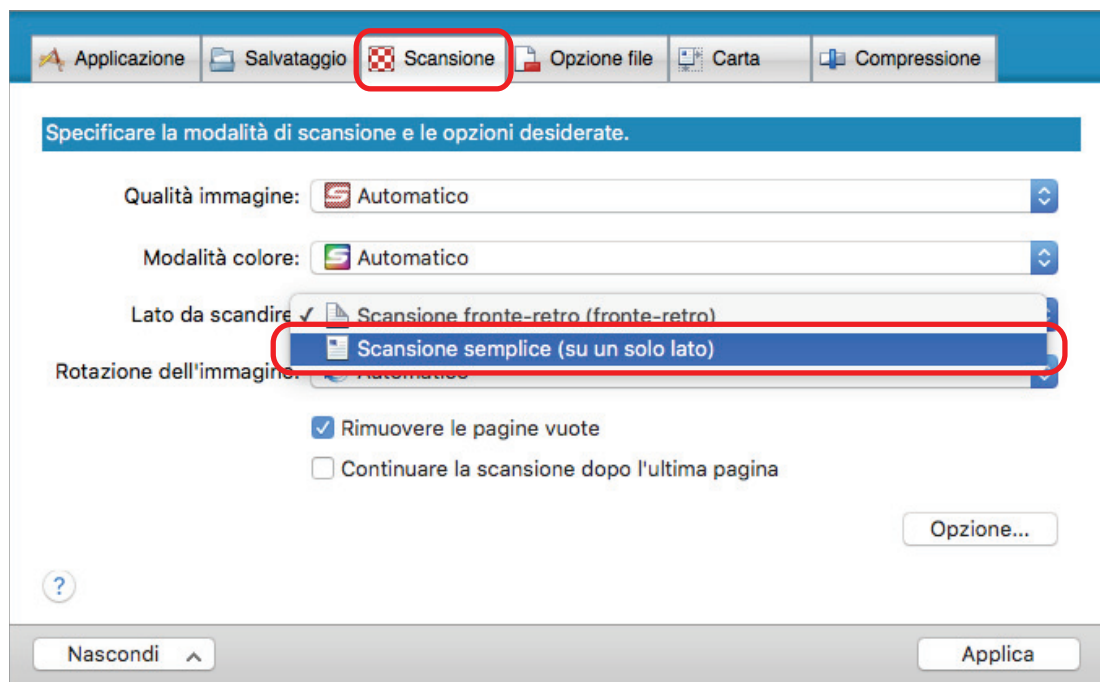 Applicazione Salvataggio Scansione Opzione file Carta Compressione
Specificare la modalità di scansione e le opzioni desiderate.
Qualità immagine: Automatico
Modalità colore: Automatico
Lato da scandire ✓ Scansione fronte-retro (fronte-retro)
Scansione semplice (su un solo lato)
Rotazione dell'immagine: Automatico
Rimuovere le pagine vuote
Continuare la scansione dopo l'ultima pagina
Opzione...
?
Nascondi Applica